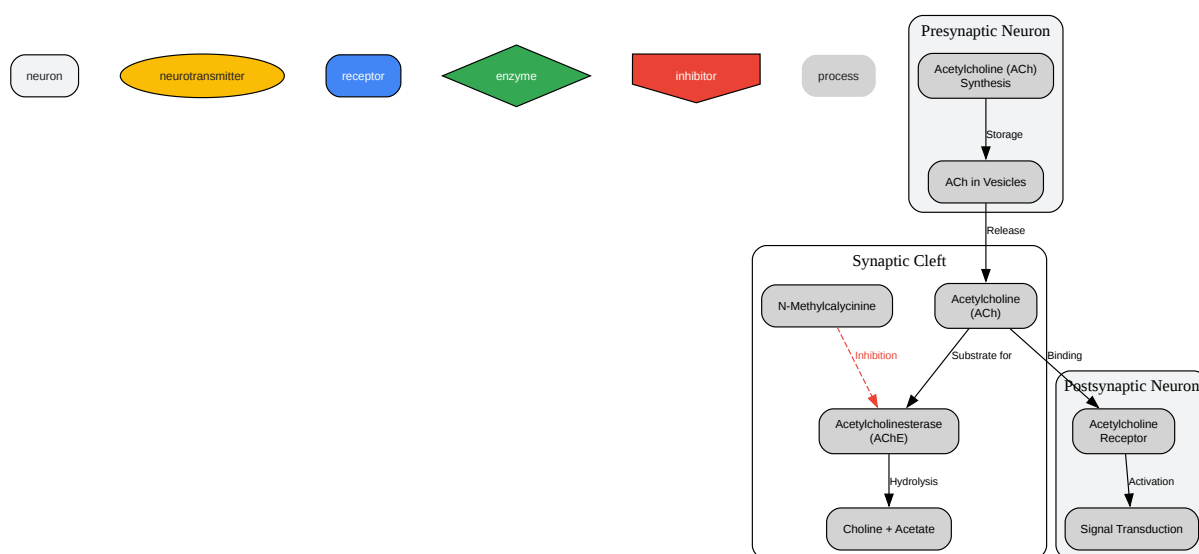 neuron
neurotransmitter
receptor
enzyme
inhibitor
process
Presynaptic Neuron
Acetylcholine (ACh)
Synthesis
Storage
ACh in Vesicles
Release
Synaptic Cleft
N-Methylcalycinine
Acetylcholine
(ACh)
Inhibition
Substrate for
Binding
Postsynaptic Neuron
Acetylcholinesterase
(AChE)
Acetylcholine
Receptor
Hydrolysis
Activation
Choline + Acetate
Signal Transduction